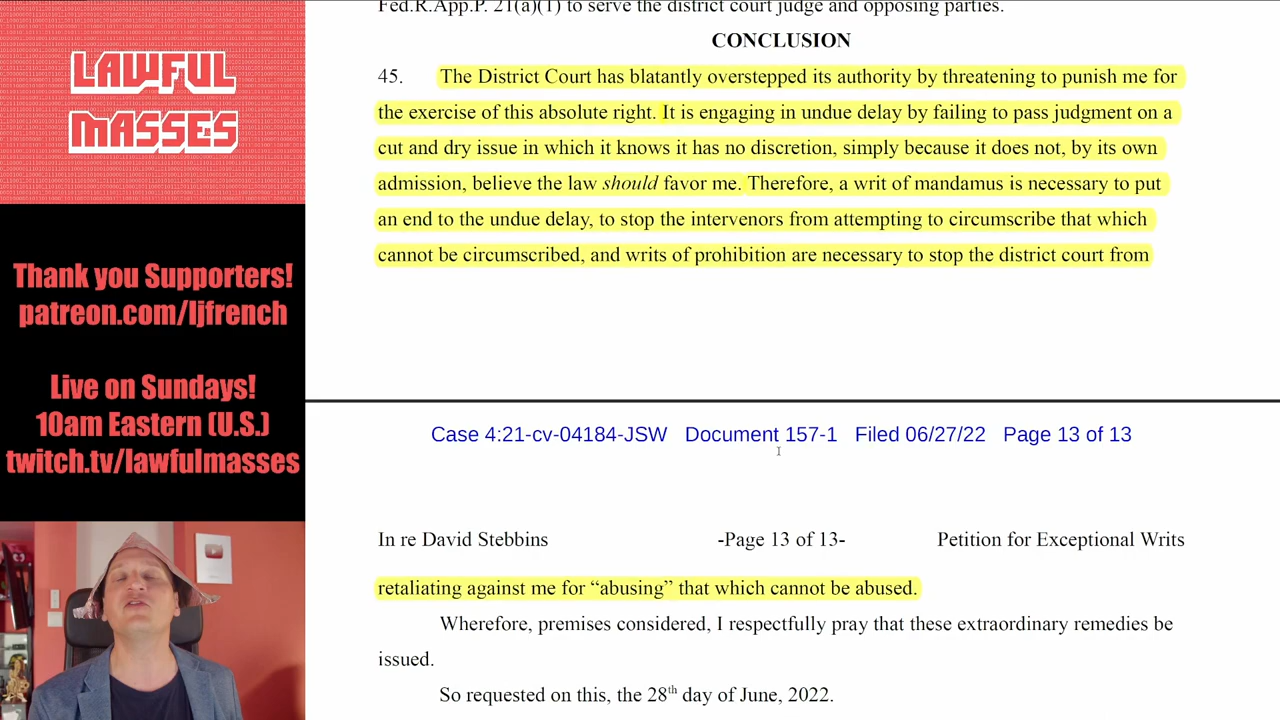 LAWFUL
MASSES
Thank you Supporters!
patreon.com/ljfrench
Live on Sundays!
10am Eastern (U.S.)
twitch.tv/lawfulmasses
Fed.R.App.P. 21(a)(1) to serve the district court judge and opposing parties.
CONCLUSION
45. The District Court has blatantly overstepped its authority by threatening to punish me for
the exercise of this absolute right. It is engaging in undue delay by failing to pass judgment on a
cut and dry issue in which it knows it has no discretion, simply because it does not, by its own
admission, believe the law should favor me. Therefore, a writ of mandamus is necessary to put
an end to the undue delay, to stop the intervenors from attempting to circumscribe that which
cannot be circumscribed, and writs of prohibition are necessary to stop the district court from
Case 4:21-cv-04184-JSW Document 157-1 Filed 06/27/22 Page 13 of 13
In re David Stebbins -Page 13 of 13- Petition for Exceptional Writs
retaliating against me for “abusing” that which cannot be abused.
Wherefore, premises considered, I respectfully pray that these extraordinary remedies be
issued.
So requested on this, the 28th day of June, 2022.